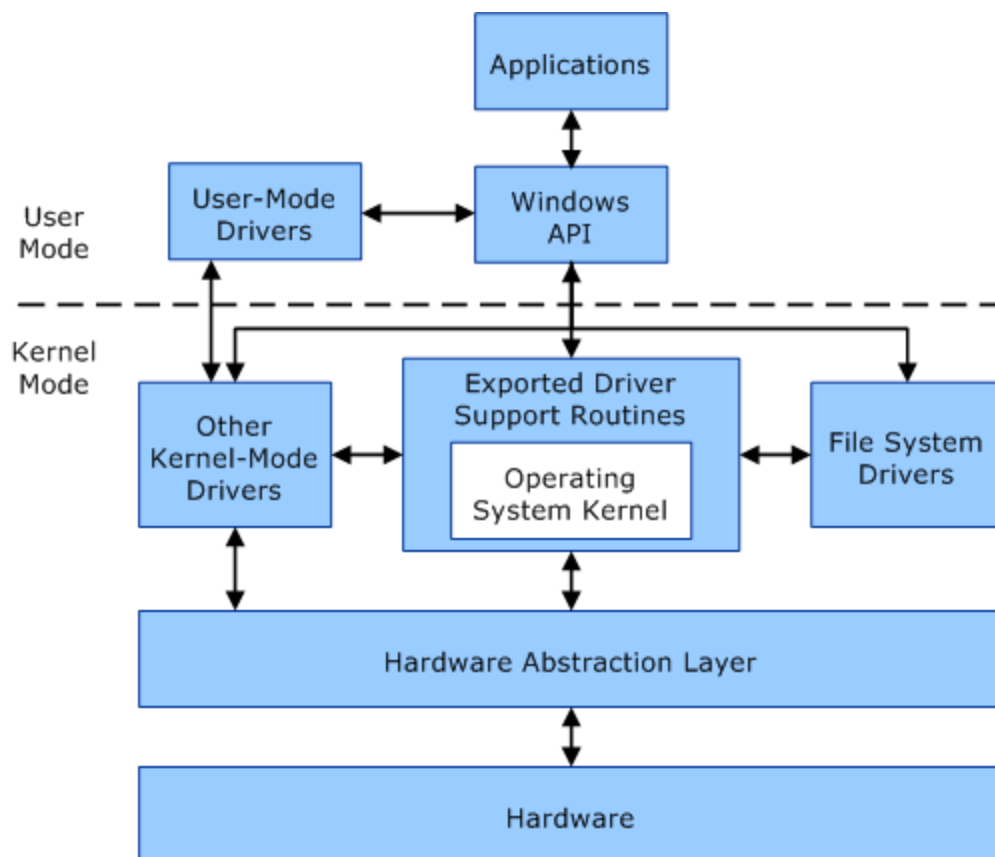 Applications
User-Mode
Drivers
Windows
API
User
Mode
Kernel
Mode
Exported Driver
Support Routines
Other
Kernel-Mode
Drivers
Operating
System Kernel
File System
Drivers
Hardware Abstraction Layer
Hardware